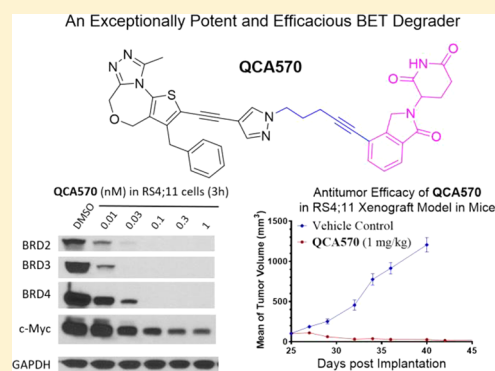 An Exceptionally Potent and Efficacious BET Degrader
QCA570
N
N
N
O
S
N
N
HN
O
O
N
O
QCA570 (nM) in RS4;11 cells (3h)
DMSO 0.01 0.03 0.1 0.3 1
BRD2
BRD3
BRD4
c-Myc
GAPDH
Antitumor Efficacy of QCA570
in RS4;11 Xenograft Model in Mice
Vehicle Control
QCA570 (1 mg/kg)
Mean of Tumor Volume (mm³)
1500
1000
500
0
25 30 35 40 45
Days post Implantation